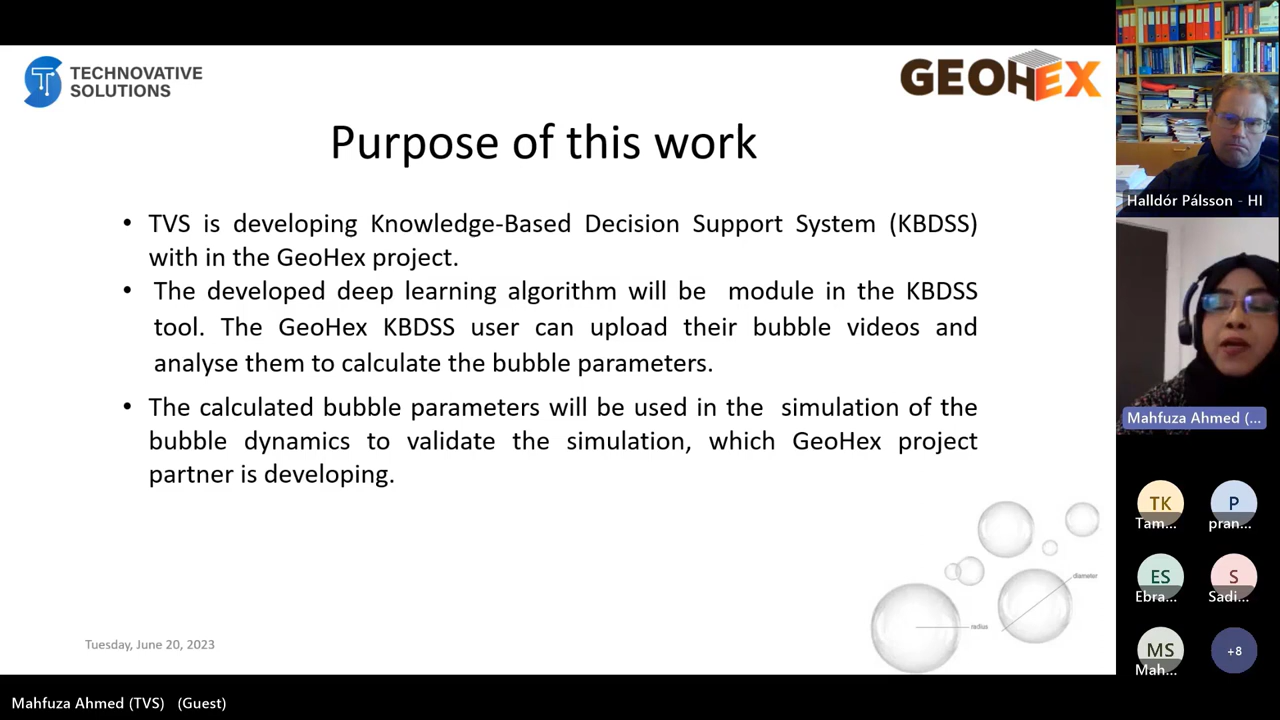 TECHNOVATIVE
SOLUTIONS
GEOHEX
Purpose of this work
• TVS is developing Knowledge-Based Decision Support System (KBDSS)
with in the GeoHex project.
• The developed deep learning algorithm will be module in the KBDSS
tool. The GeoHex KBDSS user can upload their bubble videos and
analyse them to calculate the bubble parameters.
• The calculated bubble parameters will be used in the simulation of the
bubble dynamics to validate the simulation, which GeoHex project
partner is developing.
diameter
radius
Tuesday, June 20, 2023
Halldór Pálsson - HI
Mahfuza Ahmed (...
TK
Tam...
P
pran...
ES
Ebra...
S
Sadi...
MS
Mah...
+8
Mahfuza Ahmed (TVS) (Guest)